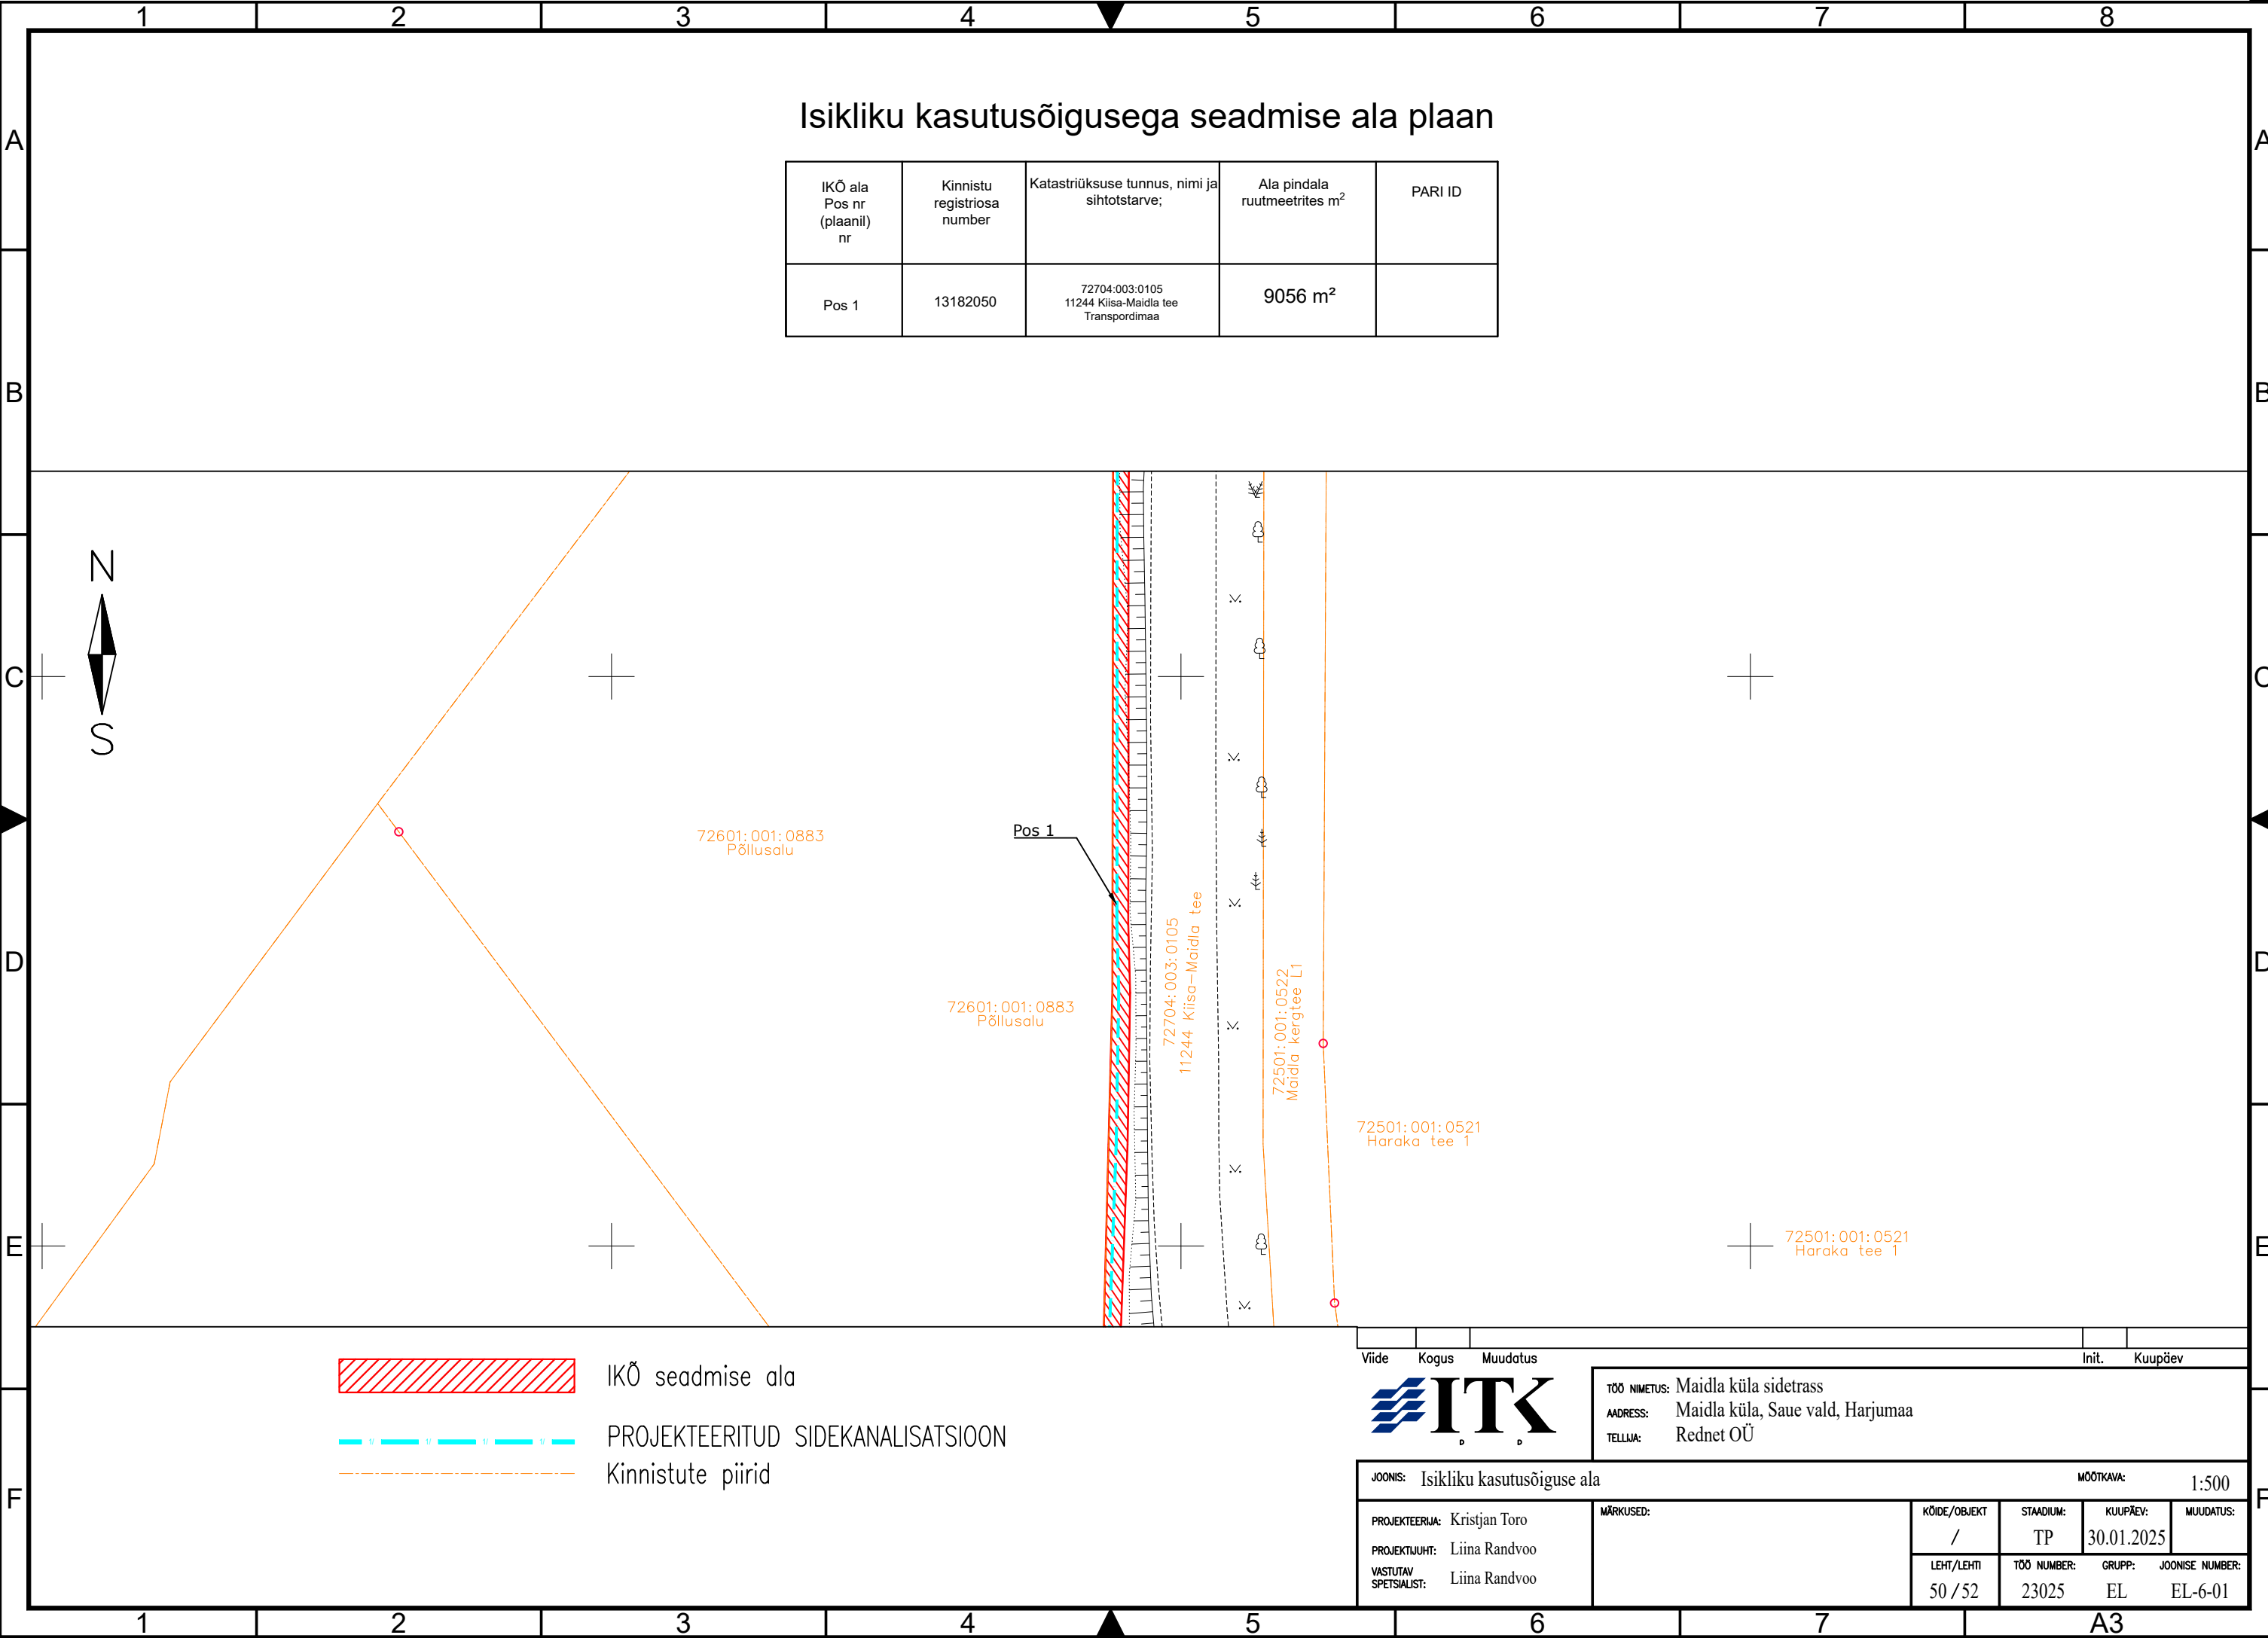 1 2 3 4 5 6 7 8
A A
B B
C C
D D
E E
F F
Isikliku kasutusõigusega seadmise ala plaan
IKÕ ala
Pos nr
(plaanil)
nr
Kinnistu
registriosa
number
Katastriüksuse tunnus, nimi ja
sihtotstarve;
Ala pindala
ruutmeetrites m²
PARI ID
Pos 1
13182050
72704:003:0105
11244 Kiisa-Maidla tee
Transpordimaa
9056 m²
N
S
72601:001:0883
Põllusalu
Pos 1
72601:001:0883
Põllusalu
72704:003:0105
11244 Kiisa-Maidla tee
72501:001:0522
Maidla kergtee L1
72501:001:0521
Haraka tee 1
72501:001:0521
Haraka tee 1
IKÕ seadmise ala
PROJEKTEERITUD SIDEKANALISATSIOON
Kinnistute piirid
Viide Kogus Muudatus Init. Kuupäev
ITK
TÖÖ NIMETUS: Maidla küla sidetrass
AADRESS: Maidla küla, Saue vald, Harjumaa
TELLIJA: Rednet OÜ
JOONIS: Isikliku kasutusõiguse ala
MÕÕTKAVA: 1:500
PROJEKTEERIJA: Kristjan Toro
PROJEKTIJUHT: Liina Randvoo
VASTUTAV
SPETSIALIST: Liina Randvoo
MÄRKUSED:
KÖIDE/OBJEKT STAADIUM: KUUPÄEV: MUUDATUS:
/ TP 30.01.2025
LEHT/LEHTI TÖÖ NUMBER: GRUPP: JOONISE NUMBER:
50 / 52 23025 EL EL-6-01
1 2 3 4 5 6 7 A3